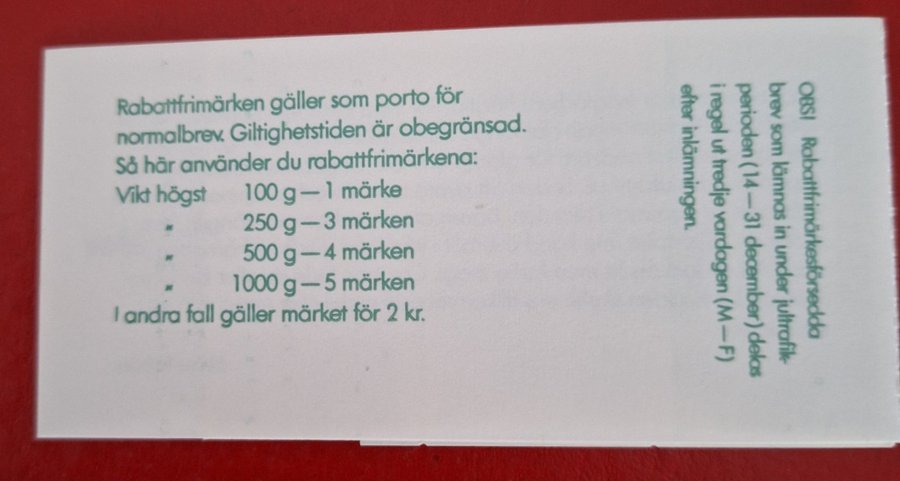 Rabattfrimärken gäller som porto för
normalbrev. Giltighetstiden är obegränsad.
Så här använder du rabattfrimärkena:
Vikt högst 100 g — 1 märke
" 250 g — 3 märken
" 500 g — 4 märken
" 1000 g — 5 märken
I andra fall gäller märket för 2 kr.
OBS! Rabattfrimärkesförsedda
brev som lämnas in under jultrafik-
perioden (14 — 31 december) delas
i regel ut tredje vardagen (M — F)
efter inlämningen.